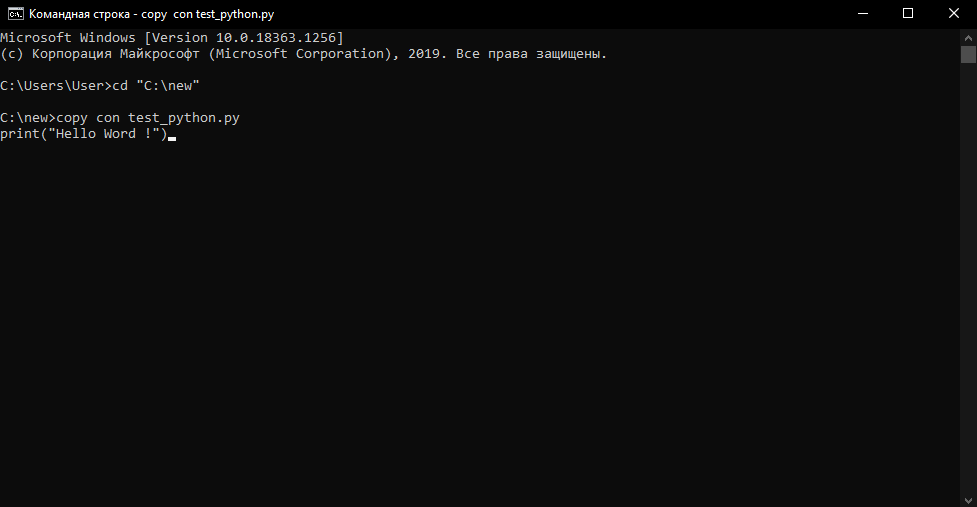 Командная строка - copy  con test_python.py
Microsoft Windows [Version 10.0.18363.1256]
(c) Корпорация Майкрософт (Microsoft Corporation), 2019. Все права защищены.
C:\Users\User>cd "C:\new"
C:\new>copy con test_python.py
print("Hello Word !")